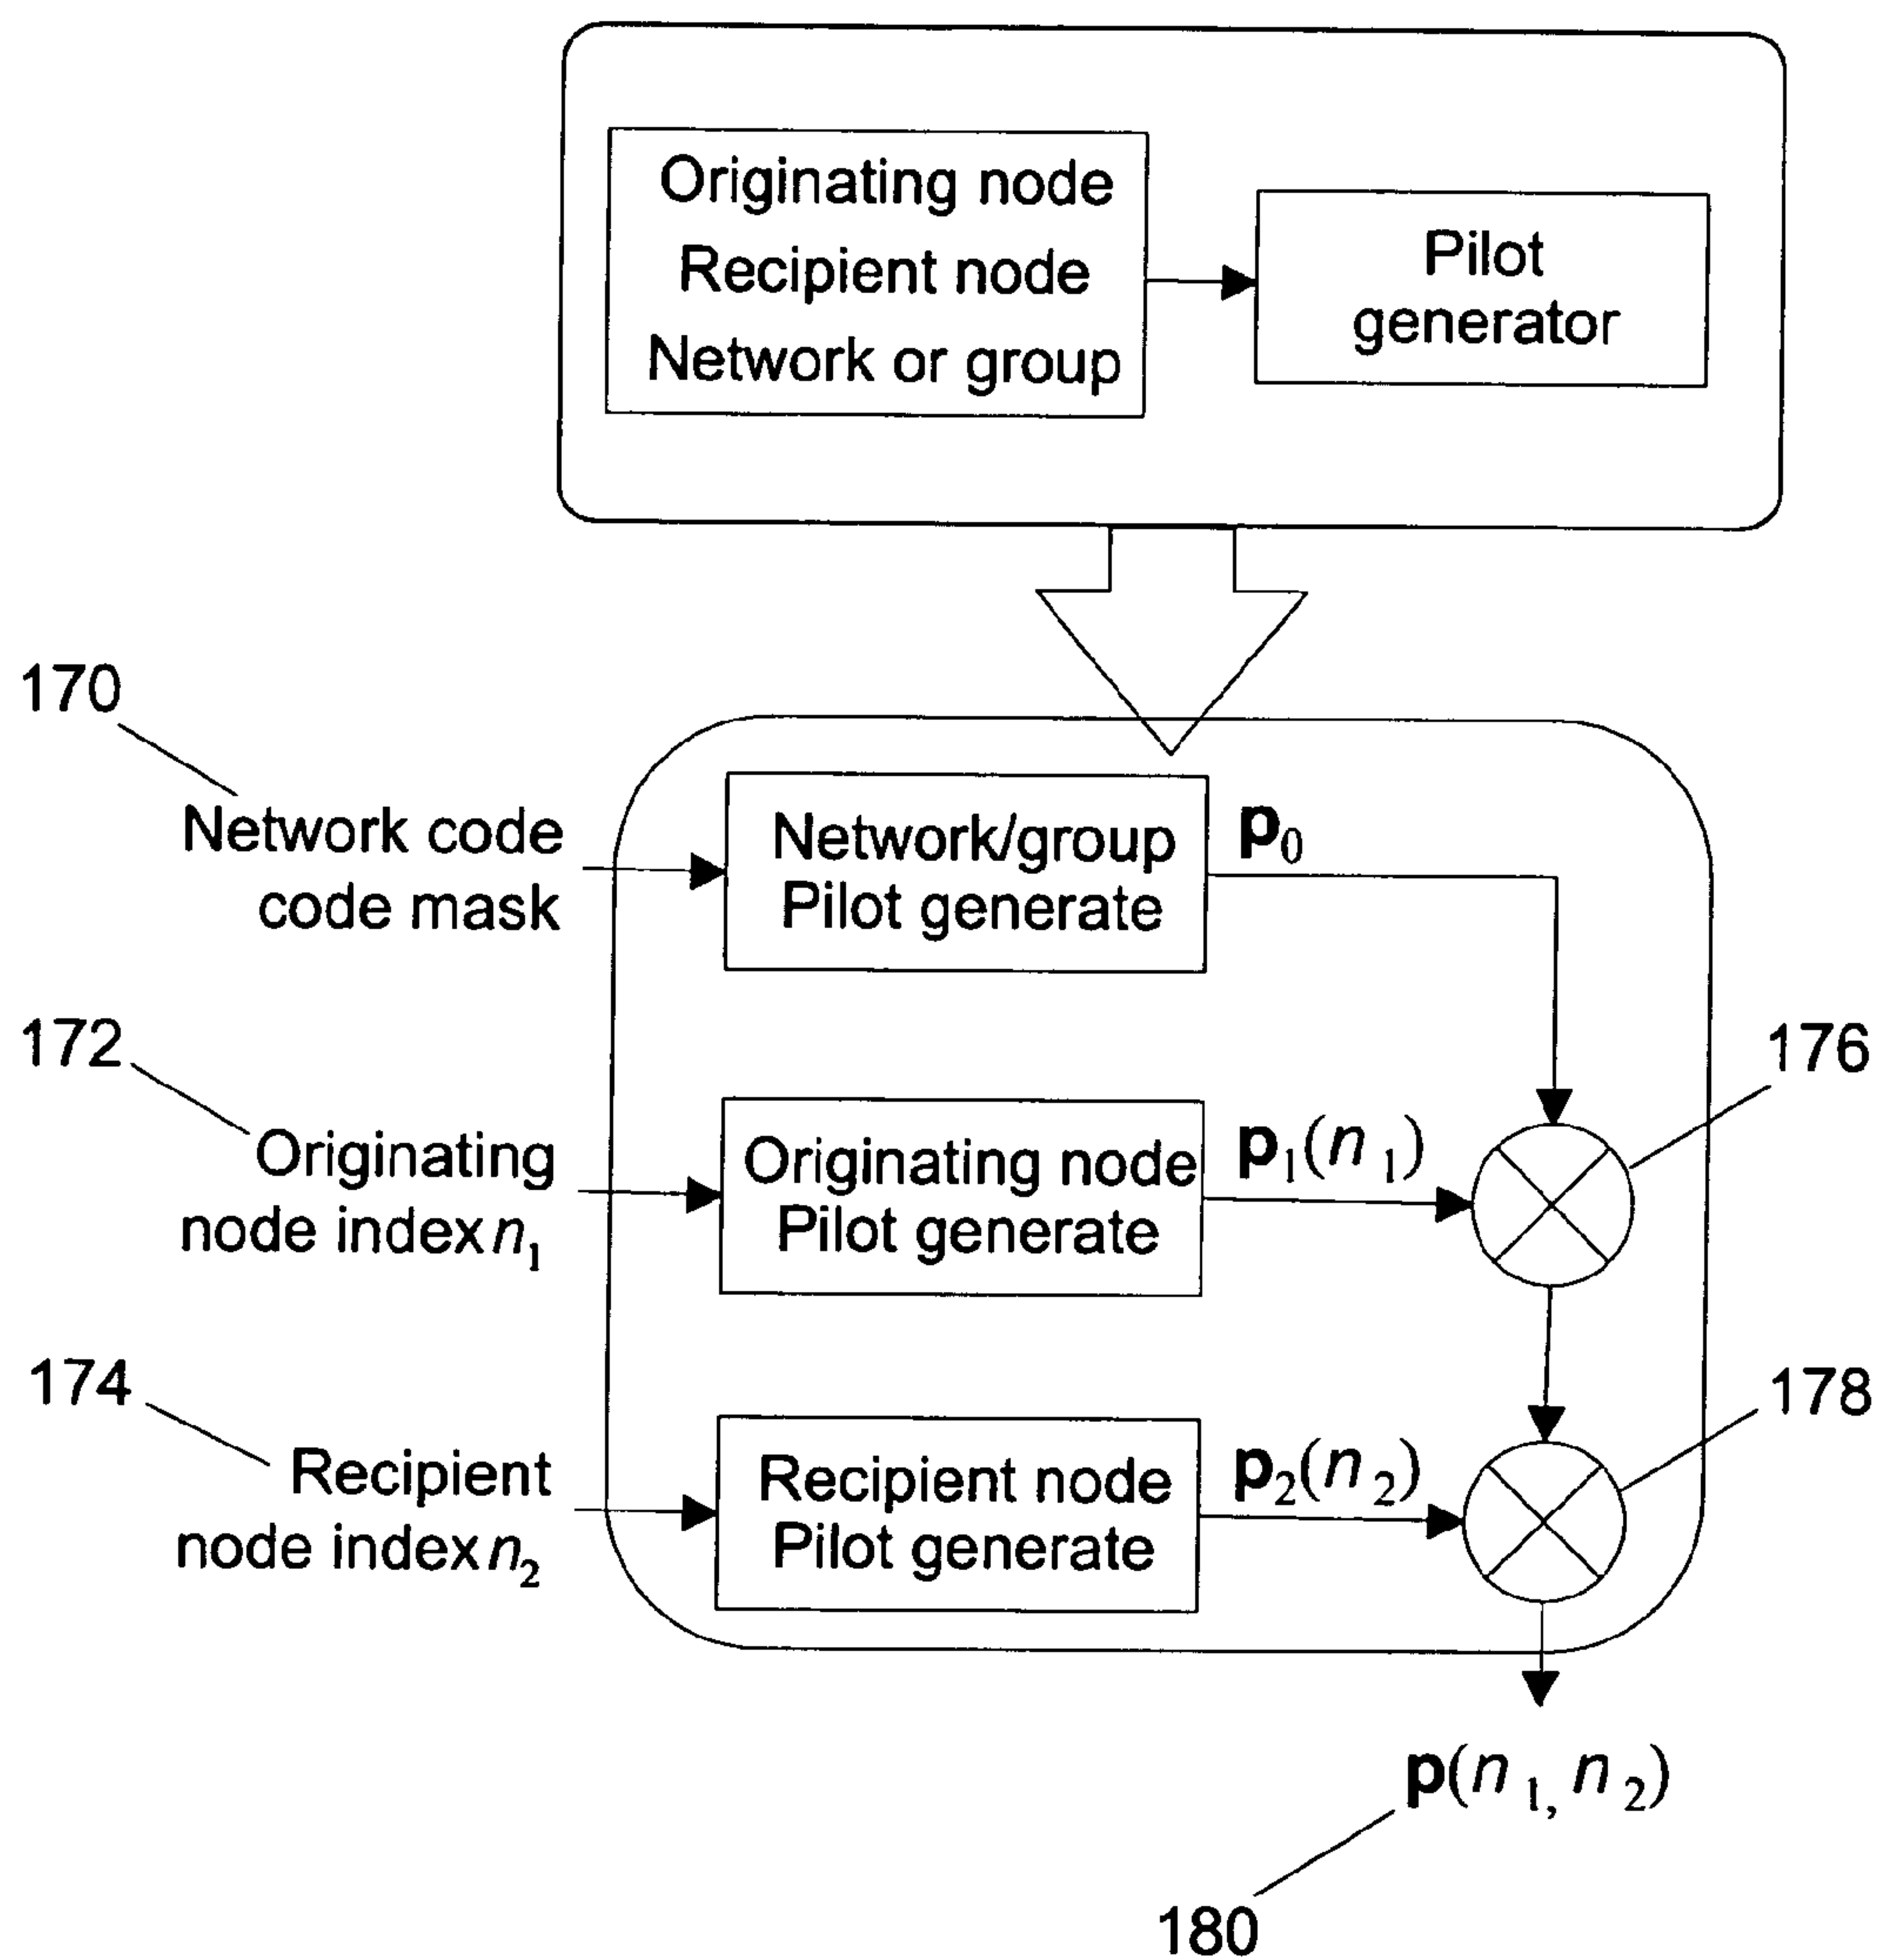 Originating node
Recipient node
Network or group
Pilot
generator
170
Network code
code mask
Network/group
Pilot generate
p₀
172
Originating
node index n₁
Originating node
Pilot generate
p₁(n₁)
176
174
Recipient
node index n₂
Recipient node
Pilot generate
p₂(n₂)
178
p(n₁, n₂)
180